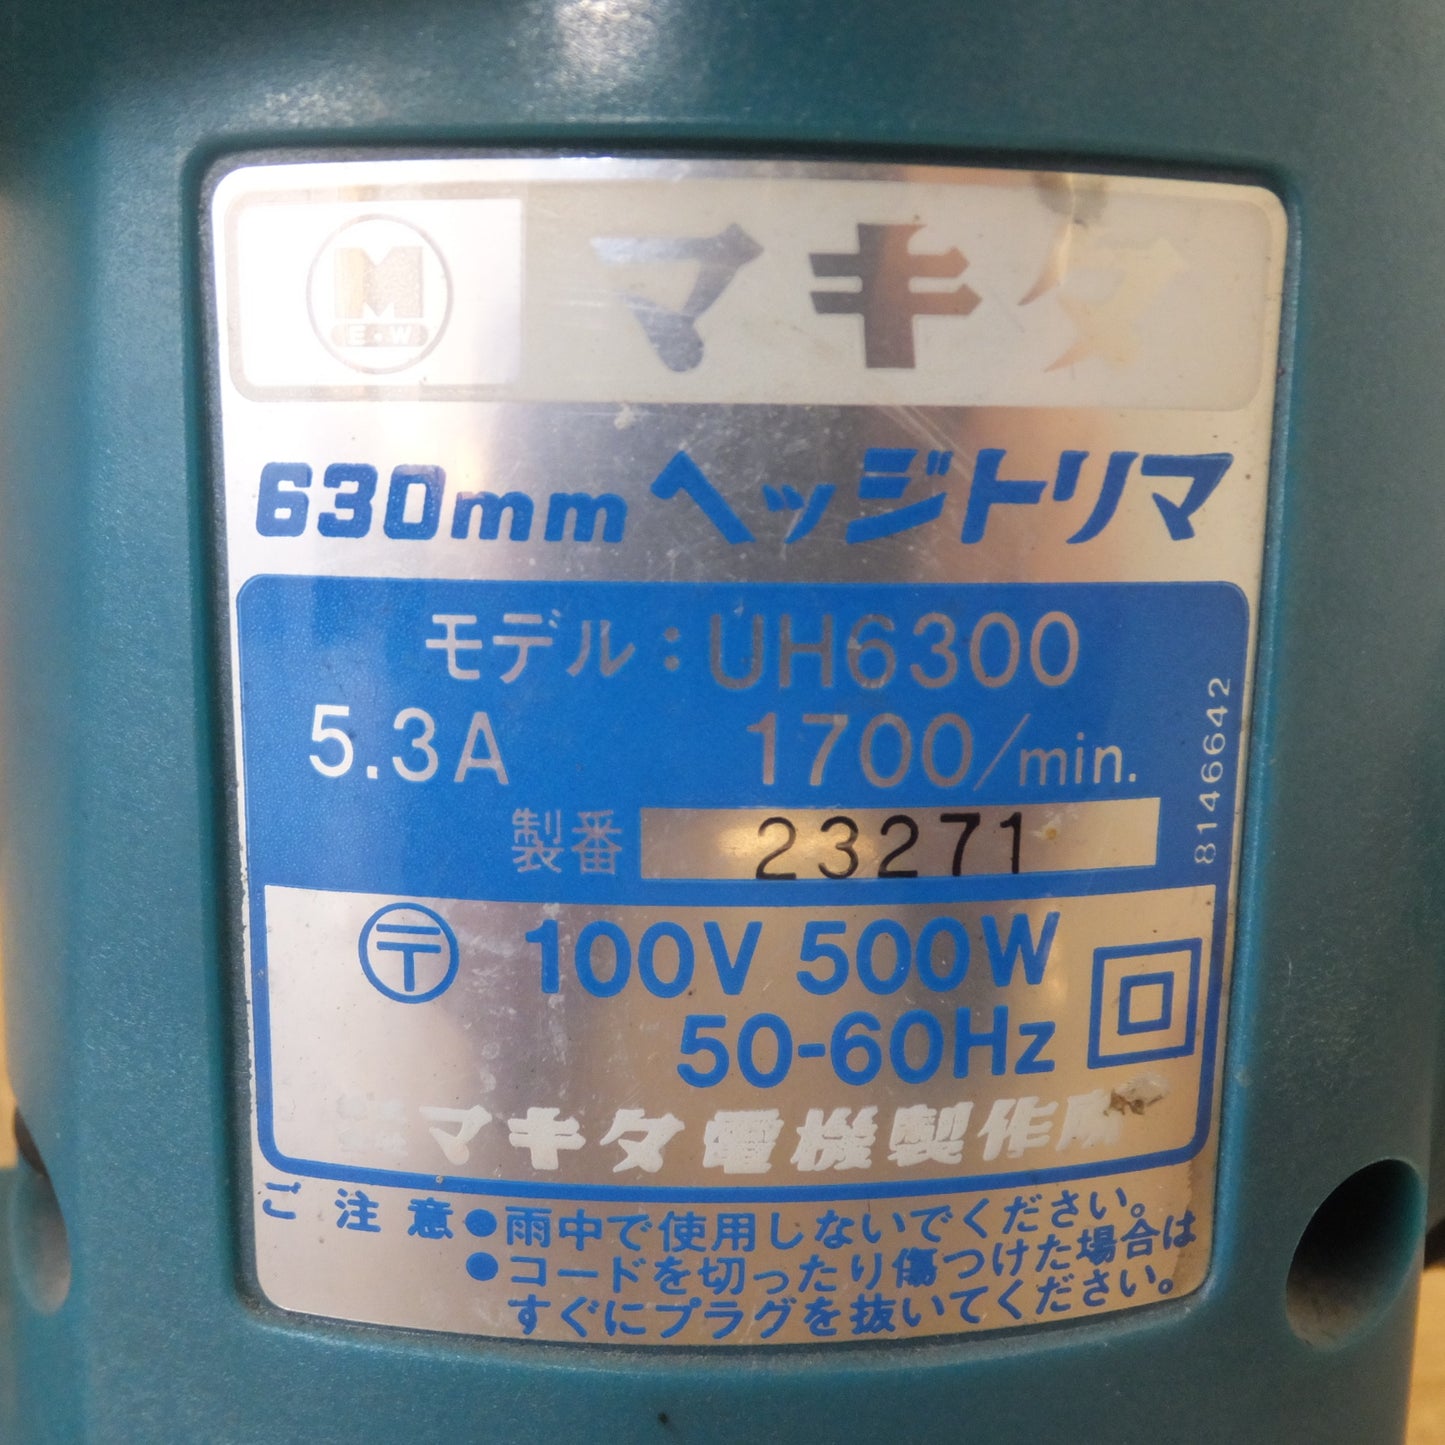 M
E・W
マキタ
630mm ヘッジトリマ
モデル：UH6300
5.3A 1700/min.
製番 23271
8146642
〒 100V 500W
50-60Hz
マキタ電機製作所
ご注意 ●雨中で使用しないでください。
●コードを切ったり傷つけた場合は
すぐにプラグを抜いてください。